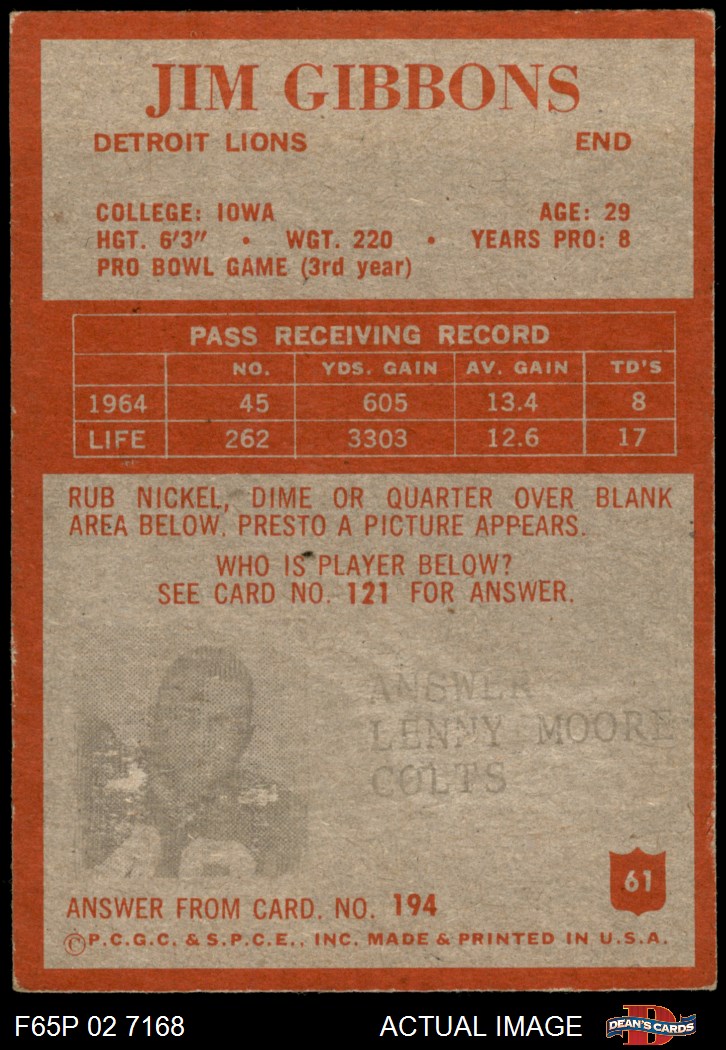 JIM GIBBONS
DETROIT LIONS END
COLLEGE: IOWA AGE: 29
HGT. 6'3" • WGT. 220 • YEARS PRO: 8
PRO BOWL GAME (3rd year)
PASS RECEIVING RECORD
NO. YDS. GAIN AV. GAIN TD'S
1964 45 605 13.4 8
LIFE 262 3303 12.6 17
RUB NICKEL, DIME OR QUARTER OVER BLANK
AREA BELOW. PRESTO A PICTURE APPEARS.
WHO IS PLAYER BELOW?
SEE CARD NO. 121 FOR ANSWER.
ANSWER
LENNY MOORE
COLTS
61
ANSWER FROM CARD. NO. 194
©P.C.G.C. & S.P.C.E., INC. MADE & PRINTED IN U.S.A.
F65P 02 7168 ACTUAL IMAGE
D
DEAN'S CARDS